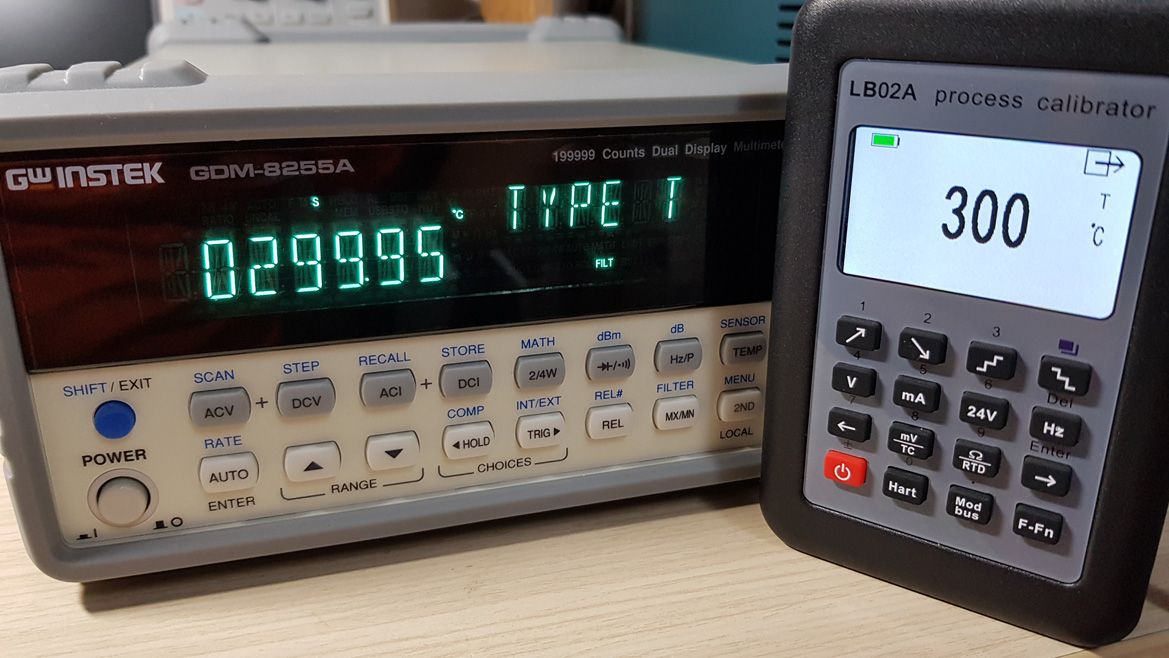 GW INSTEK GDM-8255A
199999 Counts Dual Display Multimeter
S
°C
TYPE T
0299.95
FILT
SHIFT / EXIT
SCAN
STEP
RECALL
STORE
MATH
dBm
dB
SENSOR
ACV
+
DCV
ACI
+
DCI
2/4W
Hz/P
TEMP
RATE
COMP
INT/EXT
REL#
FILTER
MENU
POWER
AUTO
HOLD
TRIG
REL
MX/MN
2ND
ENTER
RANGE
CHOICES
LOCAL
LB02A process calibrator
300
T
°C
1
2
3
4
5
6
Del
V
mA
24V
Hz
7
8
9
Enter
mV
TC
Ω
RTD
±
0
.
Hart
Mod
bus
F-Fn